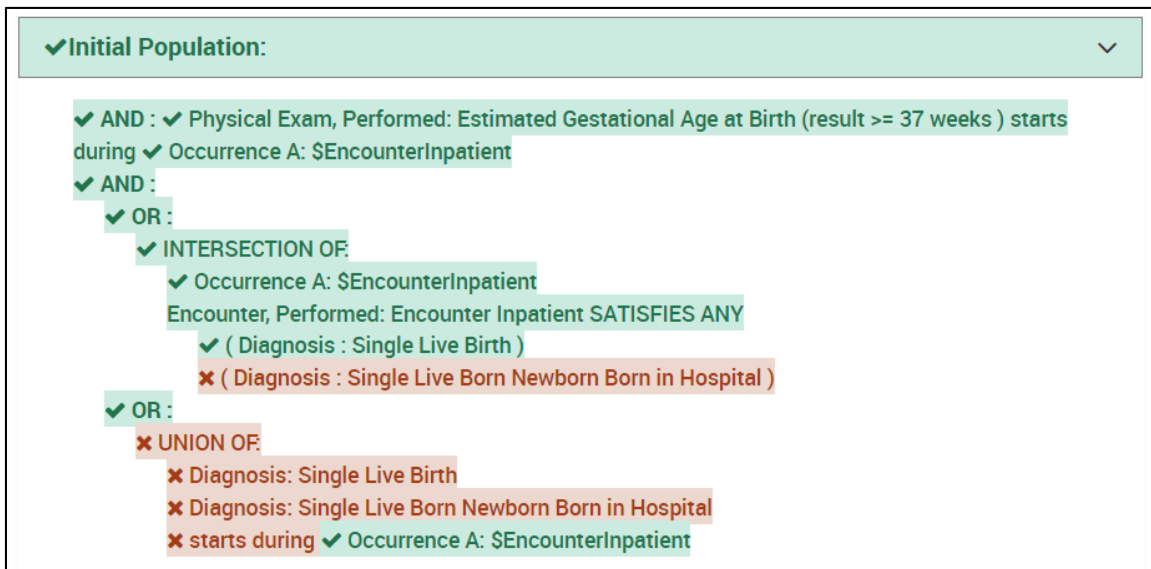 ✔Initial Population:
✔ AND : ✔ Physical Exam, Performed: Estimated Gestational Age at Birth (result >= 37 weeks ) starts
during ✔ Occurrence A: $EncounterInpatient
✔ AND :
✔ OR :
✔ INTERSECTION OF:
✔ Occurrence A: $EncounterInpatient
Encounter, Performed: Encounter Inpatient SATISFIES ANY
✔ ( Diagnosis : Single Live Birth )
✖ ( Diagnosis : Single Live Born Newborn Born in Hospital )
✔ OR :
✖ UNION OF:
✖ Diagnosis: Single Live Birth
✖ Diagnosis: Single Live Born Newborn Born in Hospital
✖ starts during ✔ Occurrence A: $EncounterInpatient